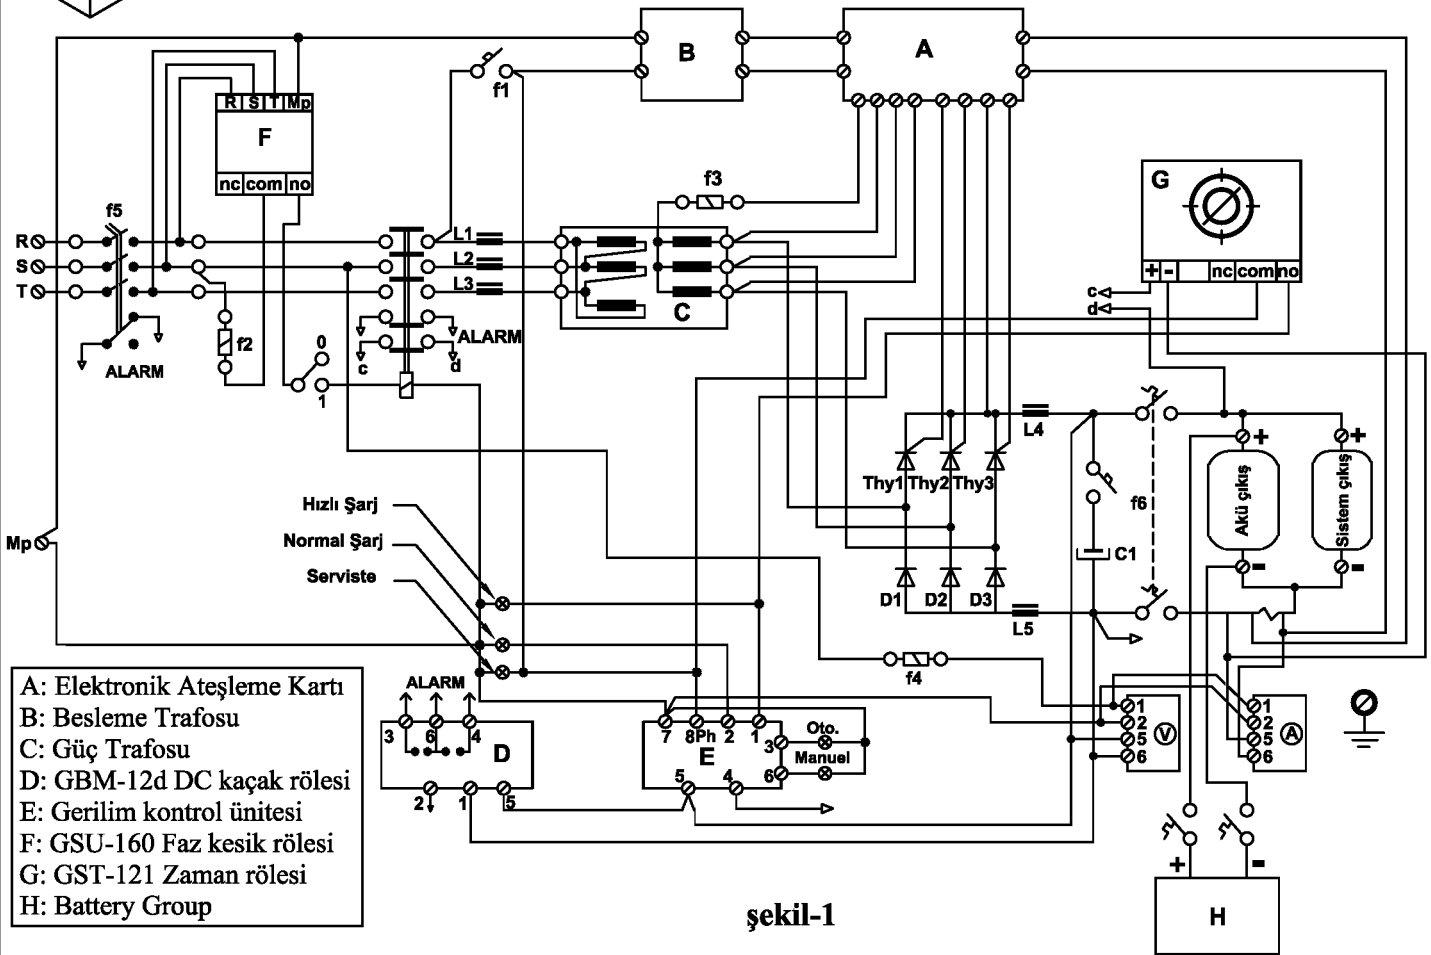 B
A
f1
R S T Mp
F
nc com no
f3
G
+ -
nc com no
c
d
f5
R
S
T
L1
L2
L3
C
ALARM
f2
ALARM
c
d
0
1
L4
Thy1 Thy2 Thy3
f6
+
+
Akü çıkış
Sistem çıkış
-
-
C1
D1 D2 D3
L5
Mp
Hızlı Şarj
Normal Şarj
Serviste
f4
ALARM
3 6 4
D
2 1 5
7 8Ph 2 1
E
5 4
3
6
Oto.
Manuel
1
2
5
6
V
1
2
5
6
A
+ -
H
A: Elektronik Ateşleme Kartı
B: Besleme Trafosu
C: Güç Trafosu
D: GBM-12d DC kaçak rölesi
E: Gerilim kontrol ünitesi
F: GSU-160 Faz kesik rölesi
G: GST-121 Zaman rölesi
H: Battery Group
şekil-1